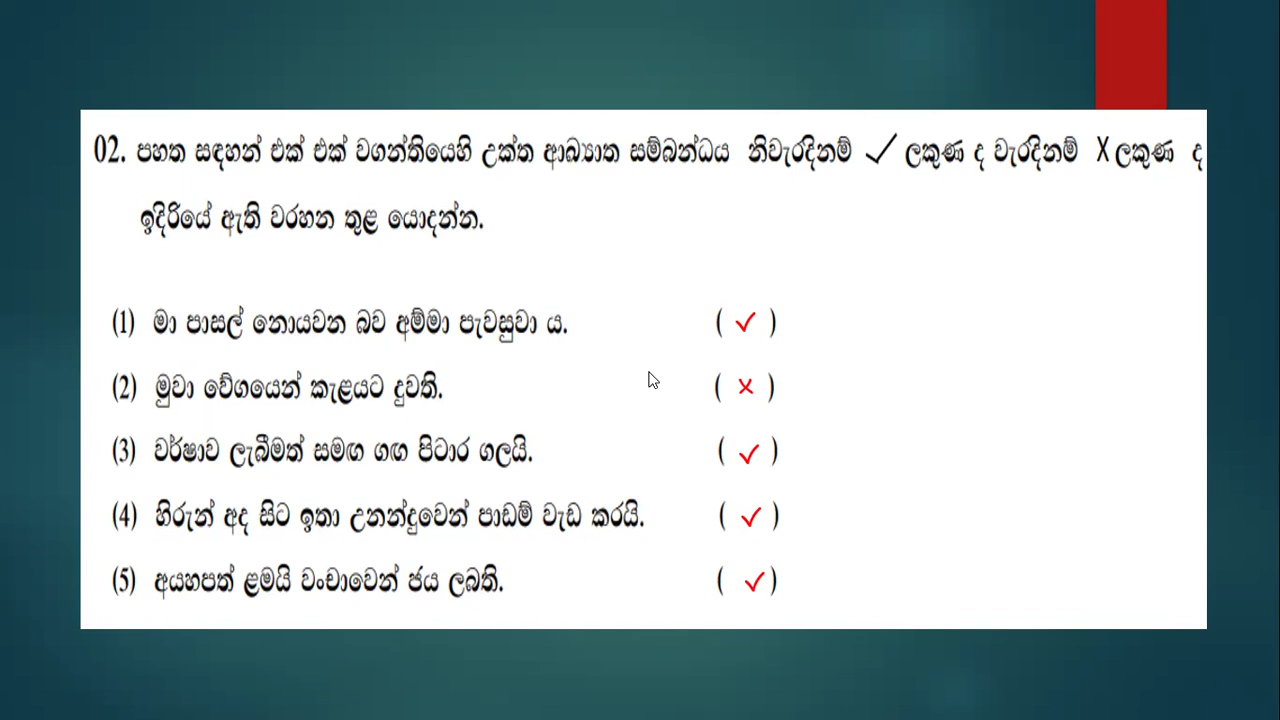 02. පහත සඳහන් එක් එක් වගන්තියෙහි උක්ත ආඛ්‍යාත සම්බන්ධය නිවැරදිනම් ✓ ලකුණ ද වැරදිනම් X ලකුණ ද
ඉදිරියේ ඇති වරහන තුළ යොදන්න.
(1) මා පාසල් නොයවන බව අම්මා පැවසුවා ය. ( ✓ )
(2) මුවා වේගයෙන් කැළයට දුවති. ( × )
(3) වර්ෂාව ලැබීමත් සමඟ ගඟ පිටාර ගලයි. ( ✓ )
(4) හිරුන් අද සිට ඉතා උනන්දුවෙන් පාඩම් වැඩ කරයි. ( ✓ )
(5) අයහපත් ළමයි වංචාවෙන් ජය ලබති. ( ✓ )